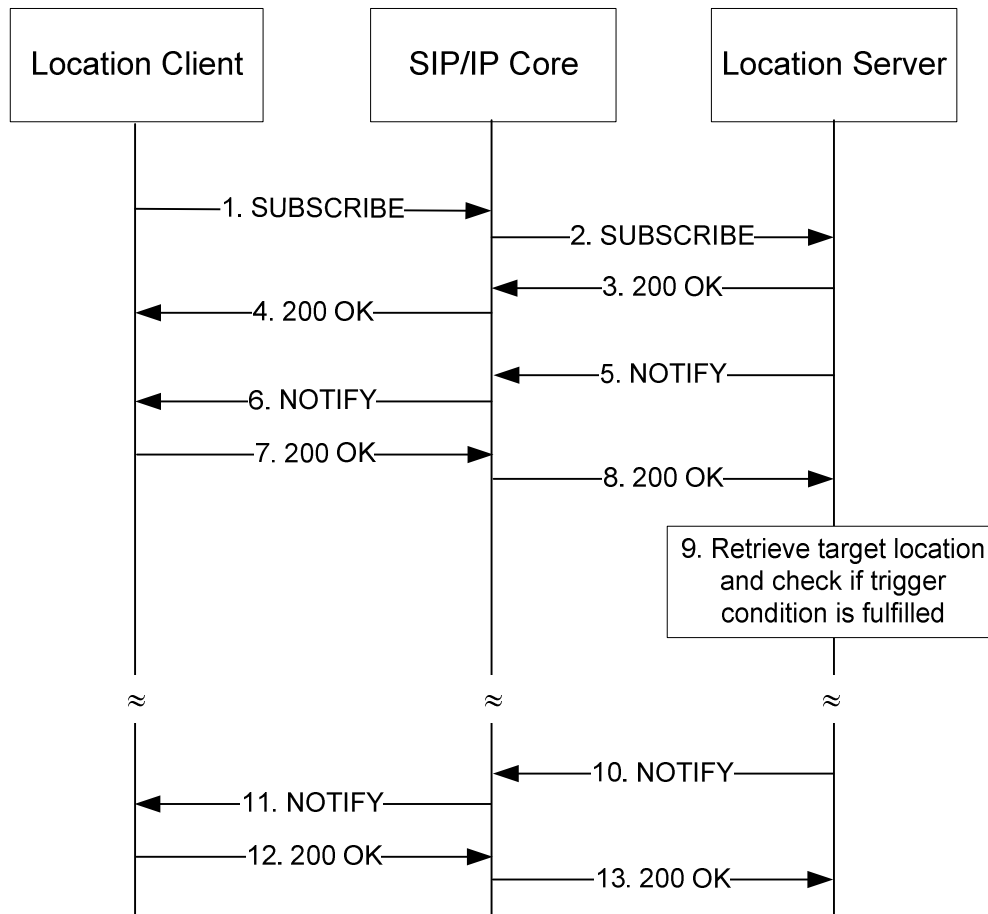 Location Client
SIP/IP Core
Location Server
1. SUBSCRIBE
2. SUBSCRIBE
3. 200 OK
4. 200 OK
5. NOTIFY
6. NOTIFY
7. 200 OK
8. 200 OK
9. Retrieve target location
and check if trigger
condition is fulfilled
≈ ≈ ≈
10. NOTIFY
11. NOTIFY
12. 200 OK
13. 200 OK